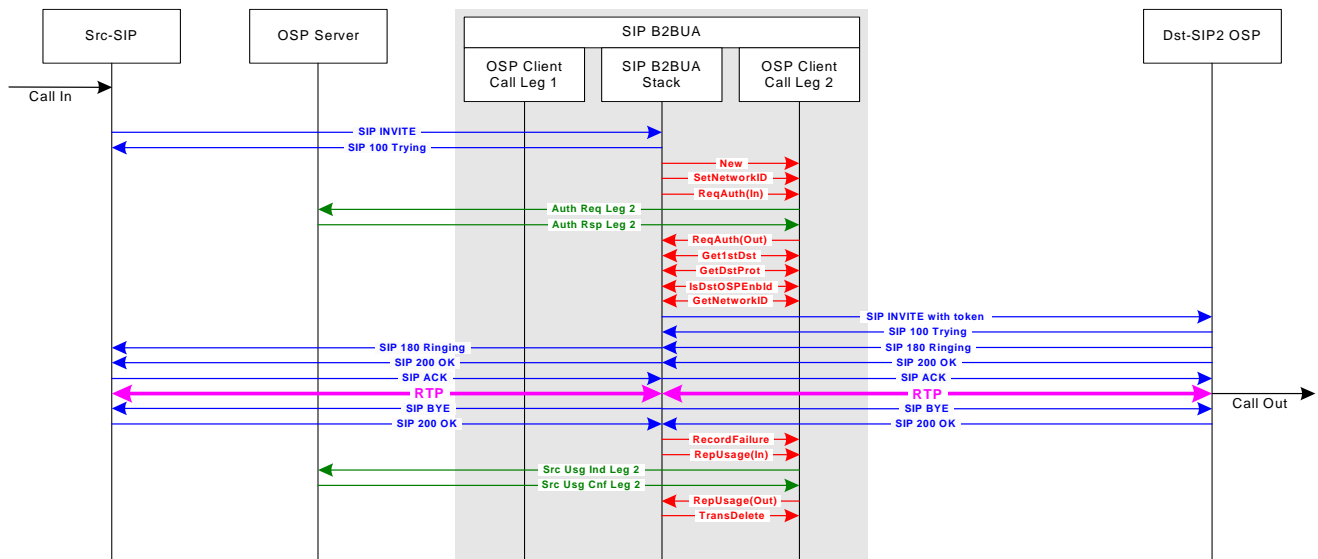 Src-SIP
OSP Server
SIP B2BUA
Dst-SIP2 OSP
OSP Client
Call Leg 1
SIP B2BUA
Stack
OSP Client
Call Leg 2
Call In
SIP INVITE
SIP 100 Trying
New
SetNetworkID
ReqAuth(In)
Auth Req Leg 2
Auth Rsp Leg 2
ReqAuth(Out)
Get1stDst
GetDstProt
IsDstOSPEnbld
GetNetworkID
SIP INVITE with token
SIP 100 Trying
SIP 180 Ringing
SIP 180 Ringing
SIP 200 OK
SIP 200 OK
SIP ACK
SIP ACK
RTP
RTP
Call Out
SIP BYE
SIP BYE
SIP 200 OK
SIP 200 OK
RecordFailure
RepUsage(In)
Src Usg Ind Leg 2
Src Usg Cnf Leg 2
RepUsage(Out)
TransDelete